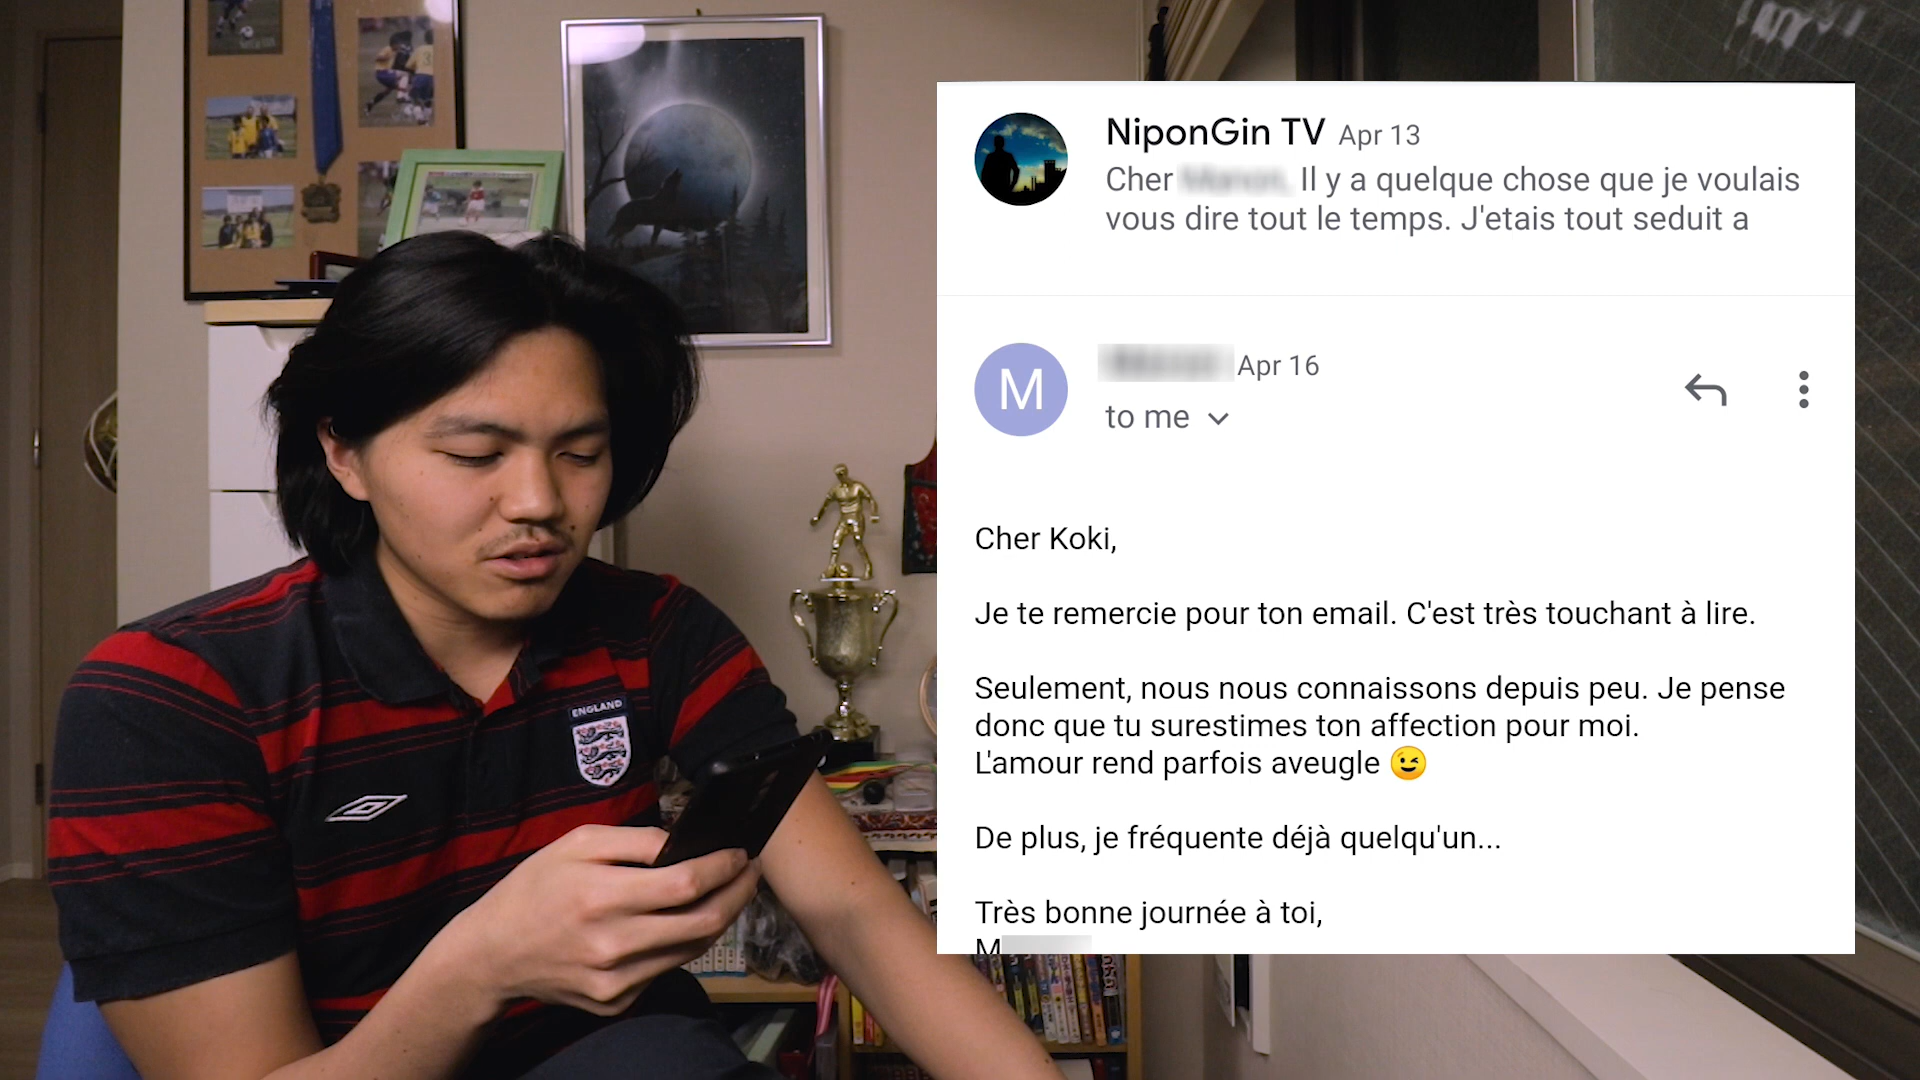 NiponGin TV Apr 13
Cher Il y a quelque chose que je voulais
vous dire tout le temps. J'etais tout seduit a
M
Apr 16
to me
Cher Koki,
Je te remercie pour ton email. C'est très touchant à lire.
Seulement, nous nous connaissons depuis peu. Je pense
donc que tu surestimes ton affection pour moi.
L'amour rend parfois aveugle 😉
De plus, je fréquente déjà quelqu'un...
Très bonne journée à toi,
M
ENGLAND